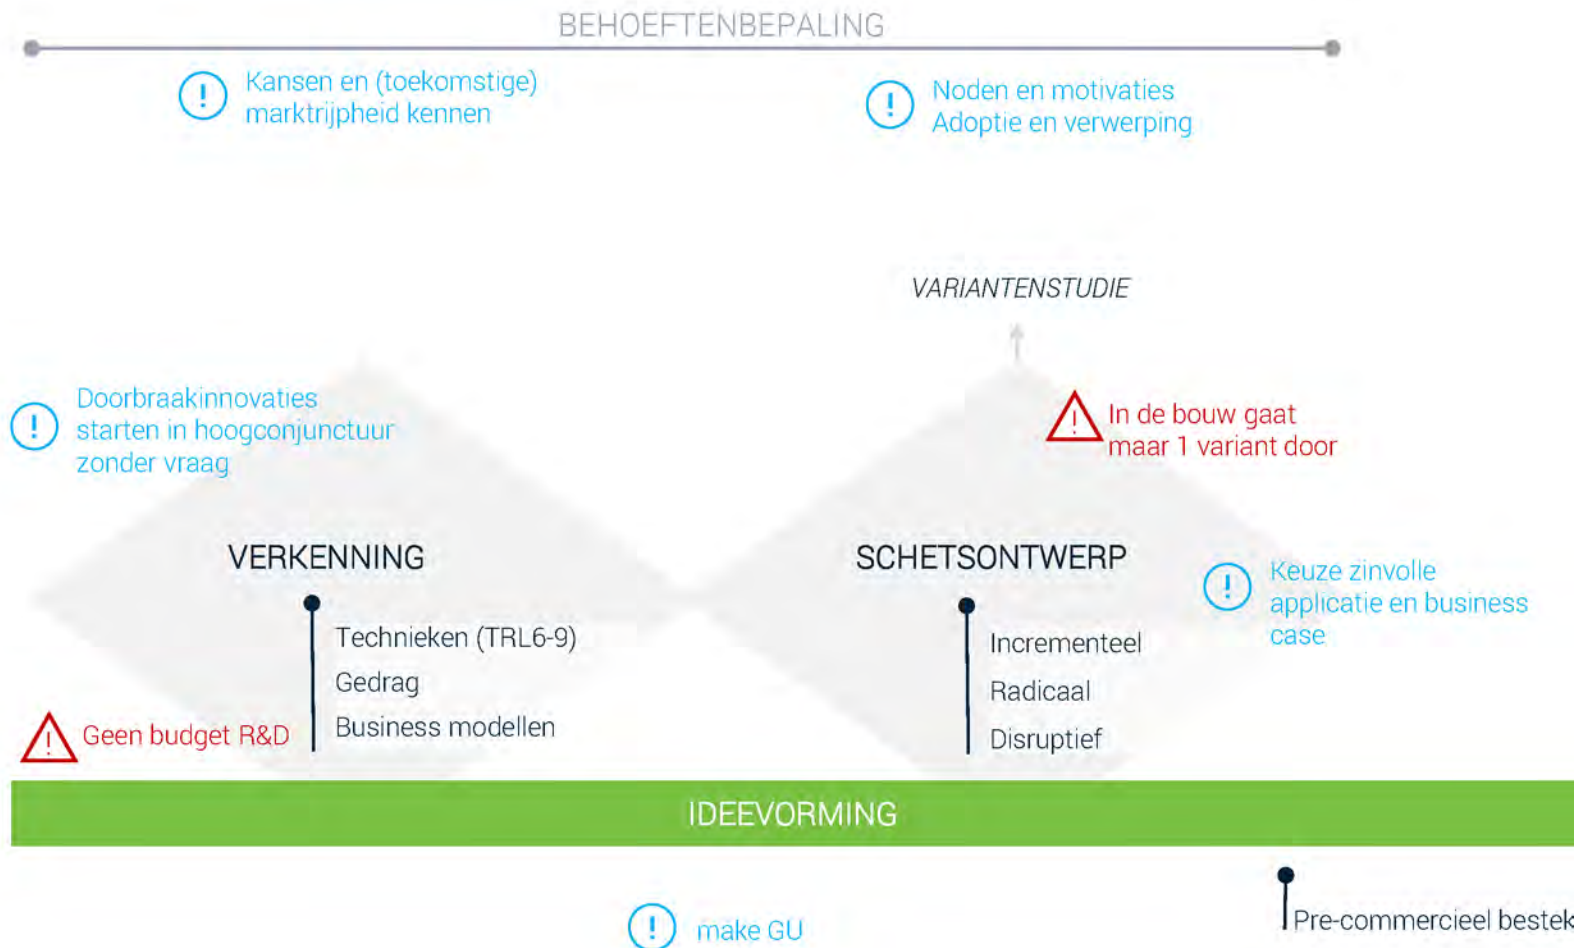 BEHOEFTENBEPALING
Kansen en (toekomstige)
marktrijpheid kennen
Noden en motivaties
Adoptie en verwerping
VARIANTENSTUDIE
Doorbraakinnovaties
starten in hoogconjunctuur
zonder vraag
In de bouw gaat
maar 1 variant door
VERKENNING
Technieken (TRL6-9)
Gedrag
Business modellen
SCHETSONTWERP
Incrementeel
Radicaal
Disruptief
Keuze zinvolle
applicatie en business
case
Geen budget R&D
IDEEVORMING
make GU
Pre-commercieel bestek